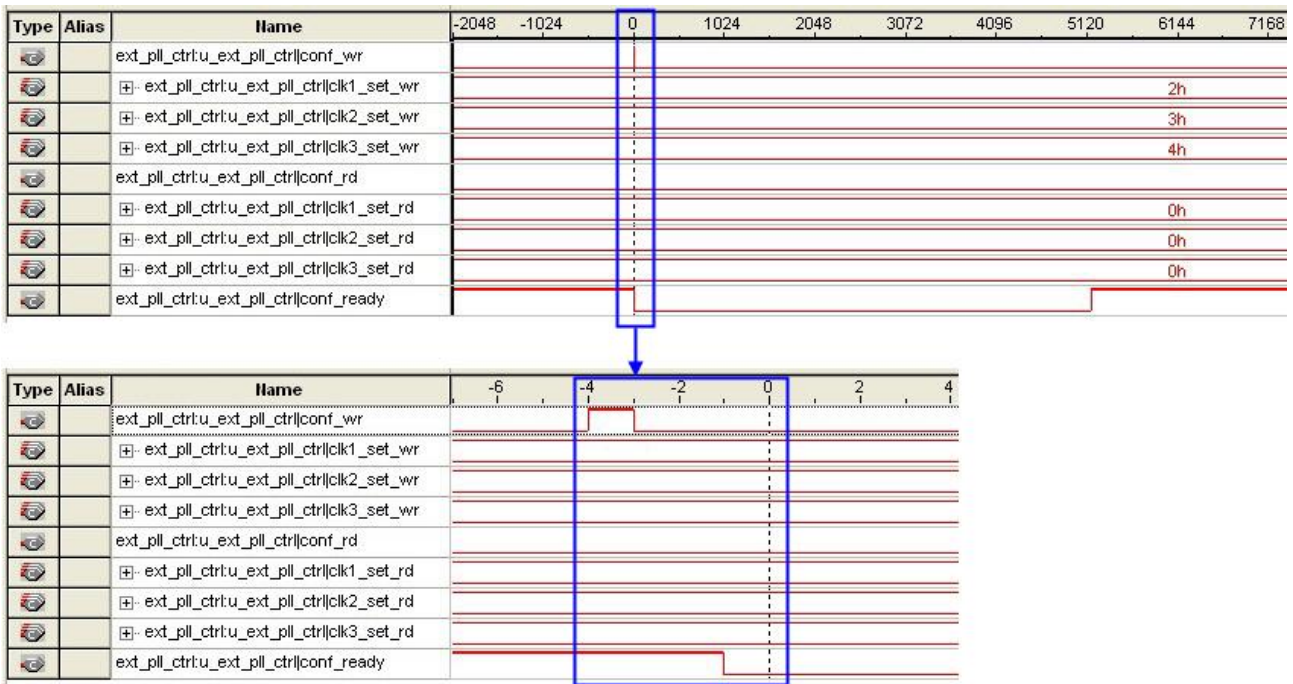 Type Alias Name -2048 -1024 0 1024 2048 3072 4096 5120 6144 7168
ext_pll_ctrl:u_ext_pll_ctrl|conf_wr
ext_pll_ctrl:u_ext_pll_ctrl|clk1_set_wr 2h
ext_pll_ctrl:u_ext_pll_ctrl|clk2_set_wr 3h
ext_pll_ctrl:u_ext_pll_ctrl|clk3_set_wr 4h
ext_pll_ctrl:u_ext_pll_ctrl|conf_rd
ext_pll_ctrl:u_ext_pll_ctrl|clk1_set_rd 0h
ext_pll_ctrl:u_ext_pll_ctrl|clk2_set_rd 0h
ext_pll_ctrl:u_ext_pll_ctrl|clk3_set_rd 0h
ext_pll_ctrl:u_ext_pll_ctrl|conf_ready
Type Alias Name -6 -4 -2 0 2 4
ext_pll_ctrl:u_ext_pll_ctrl|conf_wr
ext_pll_ctrl:u_ext_pll_ctrl|clk1_set_wr
ext_pll_ctrl:u_ext_pll_ctrl|clk2_set_wr
ext_pll_ctrl:u_ext_pll_ctrl|clk3_set_wr
ext_pll_ctrl:u_ext_pll_ctrl|conf_rd
ext_pll_ctrl:u_ext_pll_ctrl|clk1_set_rd
ext_pll_ctrl:u_ext_pll_ctrl|clk2_set_rd
ext_pll_ctrl:u_ext_pll_ctrl|clk3_set_rd
ext_pll_ctrl:u_ext_pll_ctrl|conf_ready